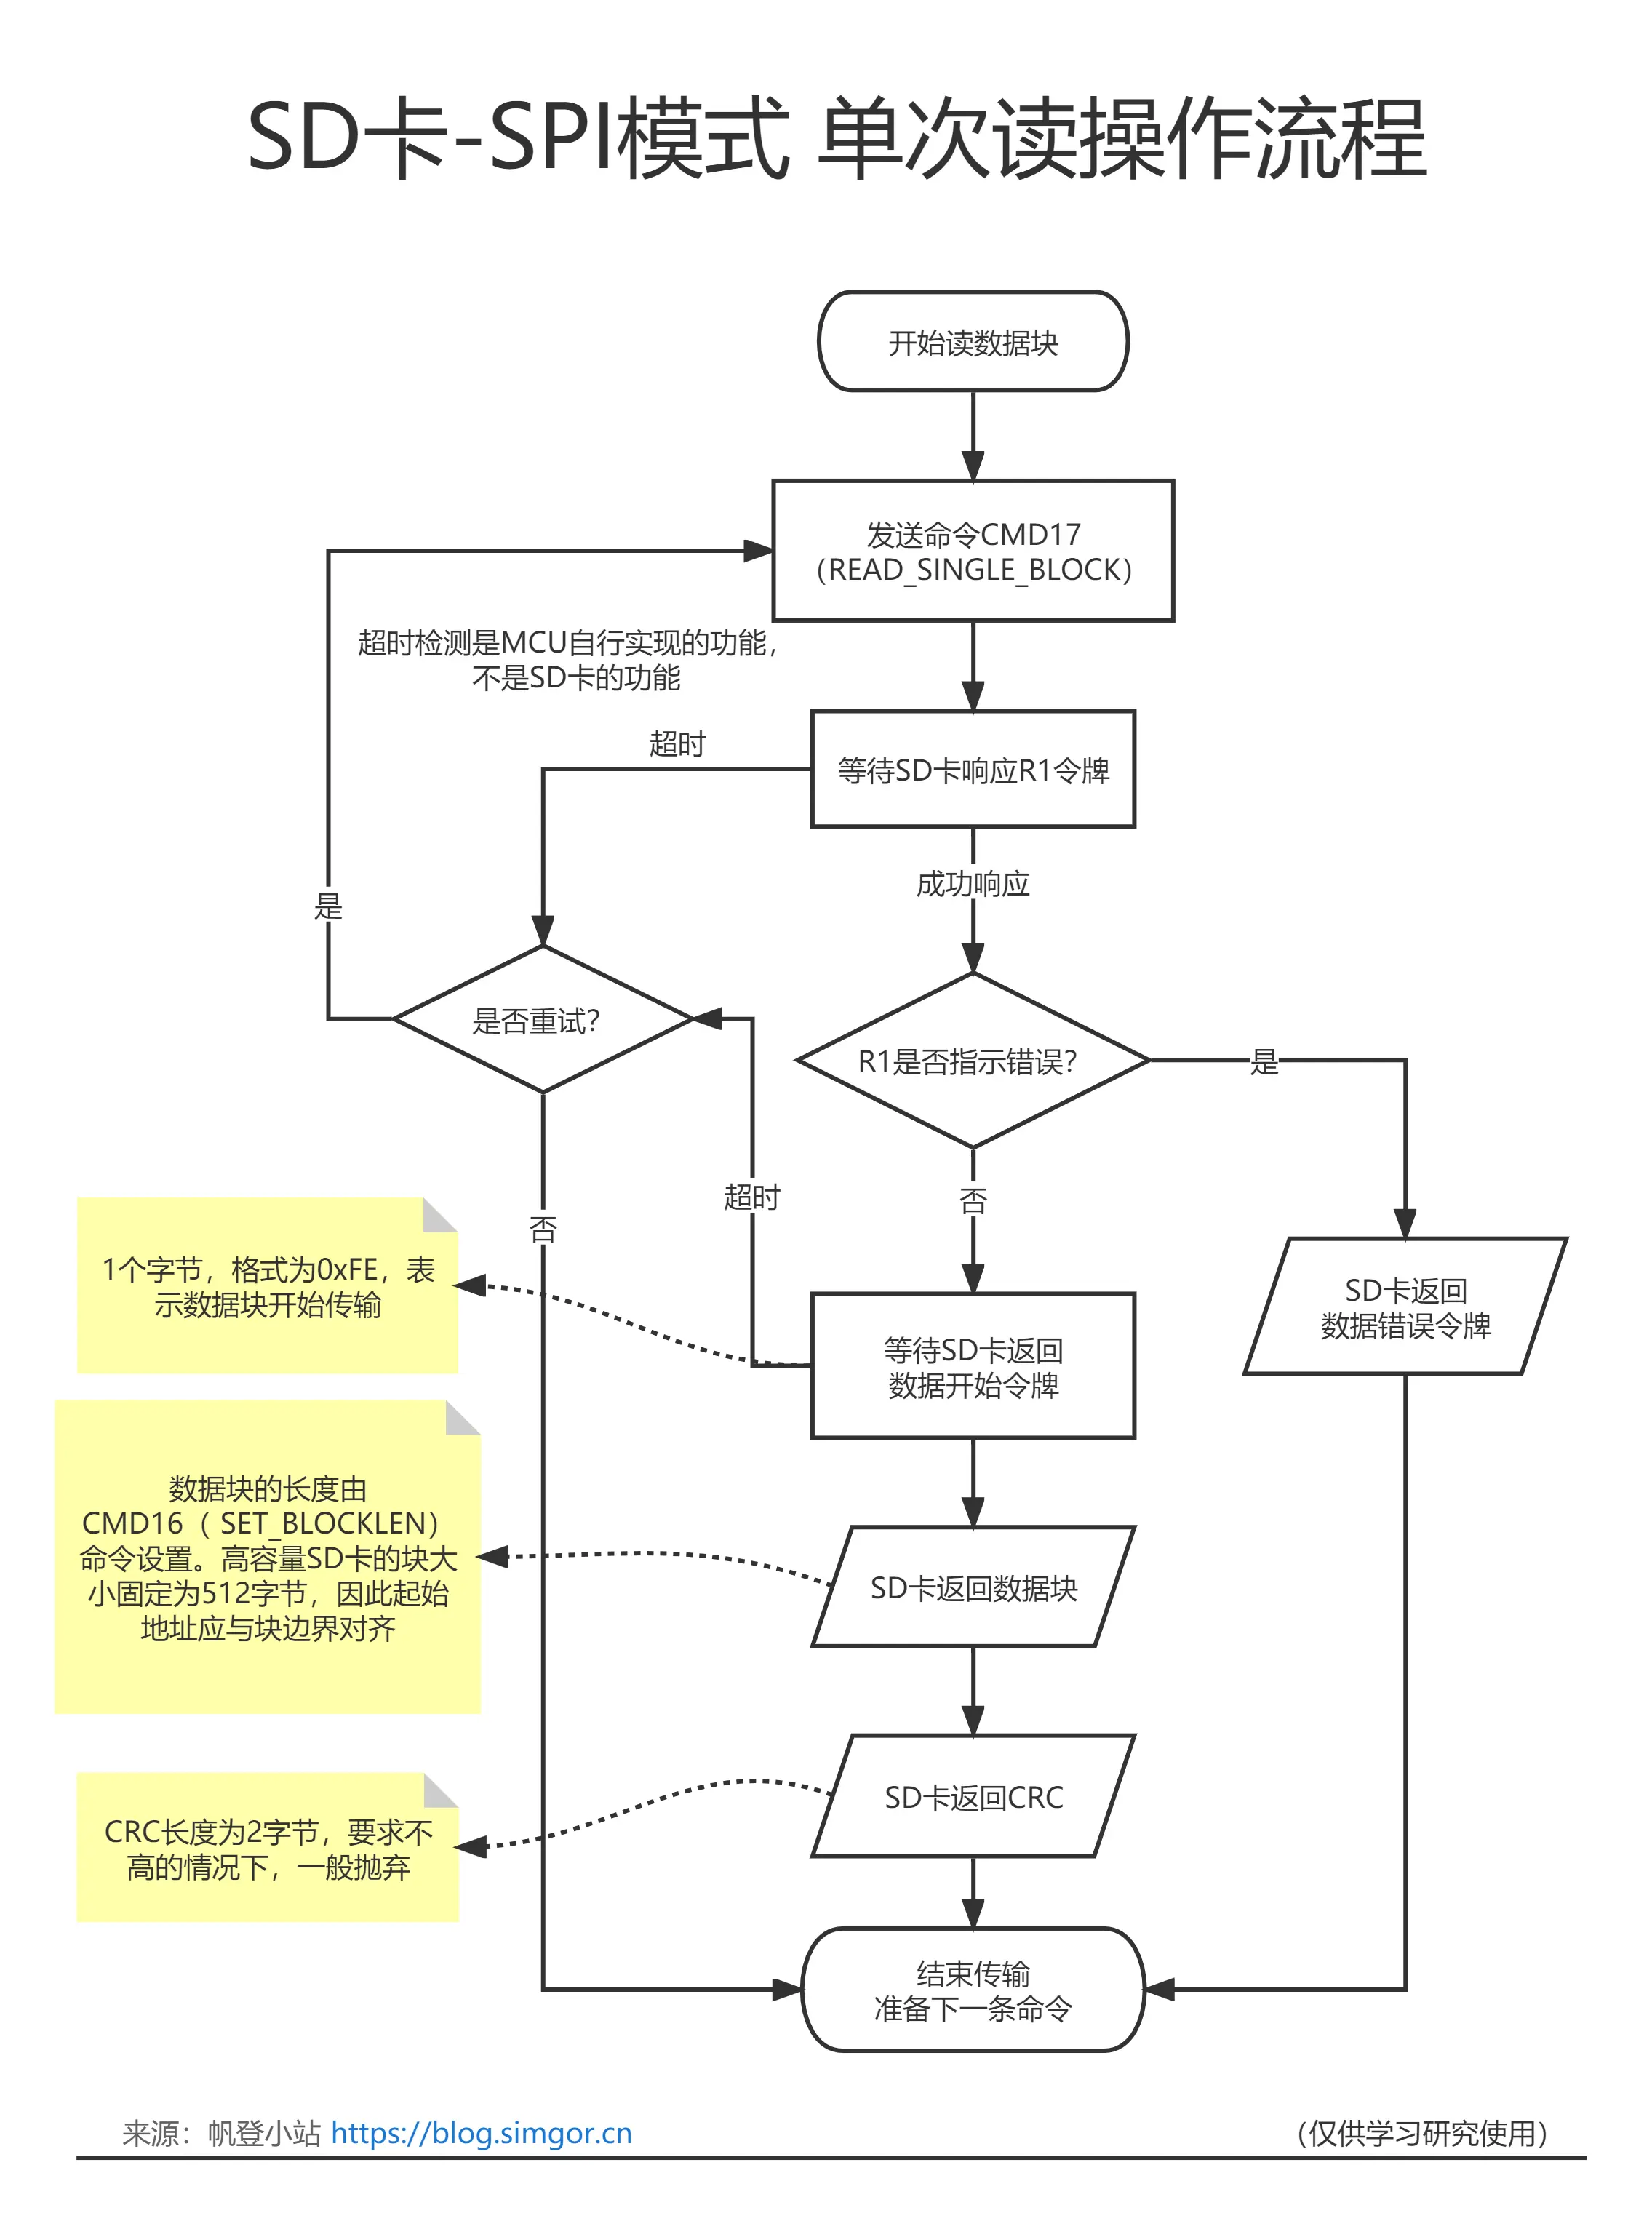 SD卡-SPI模式 单次读操作流程
开始读数据块
发送命令CMD17
（READ_SINGLE_BLOCK）
超时检测是MCU自行实现的功能，
不是SD卡的功能
超时
等待SD卡响应R1令牌
成功响应
是
是否重试？
R1是否指示错误？
是
超时
否
否
1个字节，格式为0xFE，表
示数据块开始传输
等待SD卡返回
数据开始令牌
SD卡返回
数据错误令牌
数据块的长度由
CMD16（ SET_BLOCKLEN）
命令设置。高容量SD卡的块大
小固定为512字节，因此起始
地址应与块边界对齐
SD卡返回数据块
SD卡返回CRC
CRC长度为2字节，要求不
高的情况下，一般抛弃
结束传输
准备下一条命令
来源：帆登小站 https://blog.simgor.cn
（仅供学习研究使用）